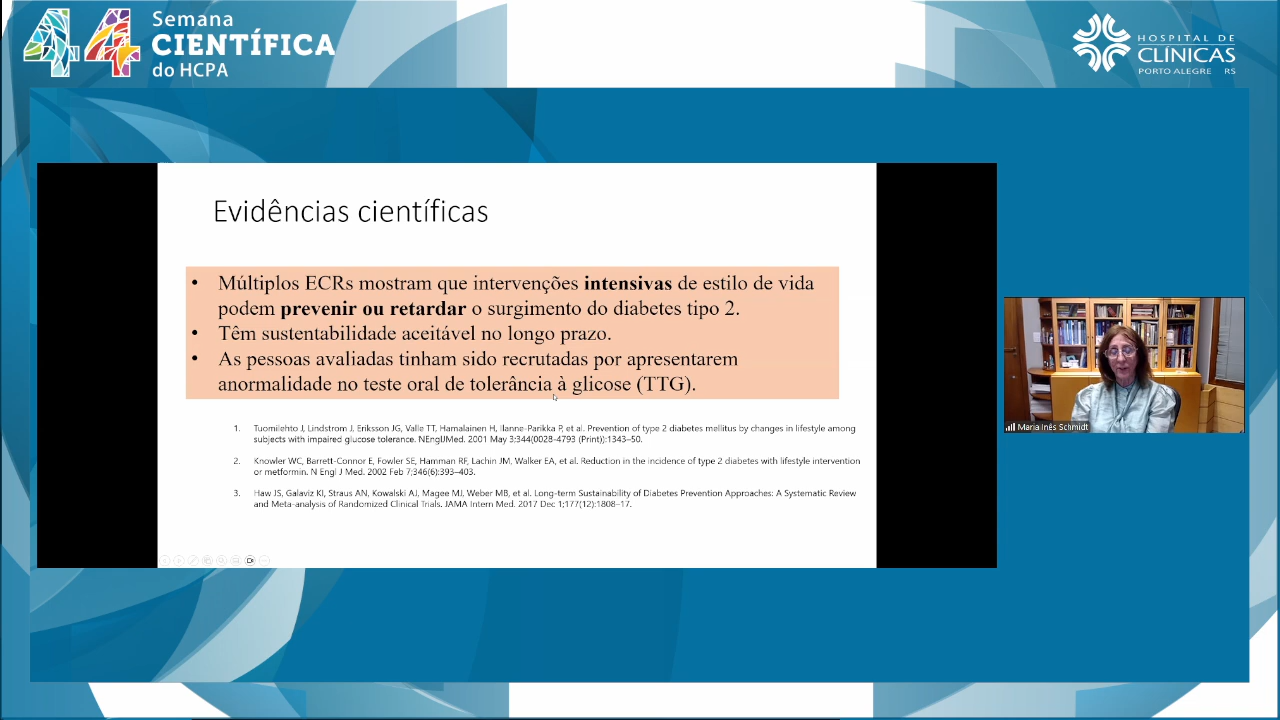 44
Semana
CIENTÍFICA
do HCPA
HOSPITAL DE
CLÍNICAS
PORTO ALEGRE RS
Evidências científicas
• Múltiplos ECRs mostram que intervenções intensivas de estilo de vida
podem prevenir ou retardar o surgimento do diabetes tipo 2.
• Têm sustentabilidade aceitável no longo prazo.
• As pessoas avaliadas tinham sido recrutadas por apresentarem
anormalidade no teste oral de tolerância à glicose (TTG).
1. Tuomilehto J, Lindstrom J, Eriksson JG, Valle TT, Hamalainen H, Ilanne-Parikka P, et al. Prevention of type 2 diabetes mellitus by changes in lifestyle among
subjects with impaired glucose tolerance. NEnglJMed. 2001 May 3;344(0028-4793 (Print)):1343–50.
2. Knowler WC, Barrett-Connor E, Fowler SE, Hamman RF, Lachin JM, Walker EA, et al. Reduction in the incidence of type 2 diabetes with lifestyle intervention
or metformin. N Engl J Med. 2002 Feb 7;346(6):393–403.
3. Haw JS, Galaviz KI, Straus AN, Kowalski AJ, Magee MJ, Weber MB, et al. Long-term Sustainability of Diabetes Prevention Approaches: A Systematic Review
and Meta-analysis of Randomized Clinical Trials. JAMA Intern Med. 2017 Dec 1;177(12):1808–17.
Maria Inês Schmidt